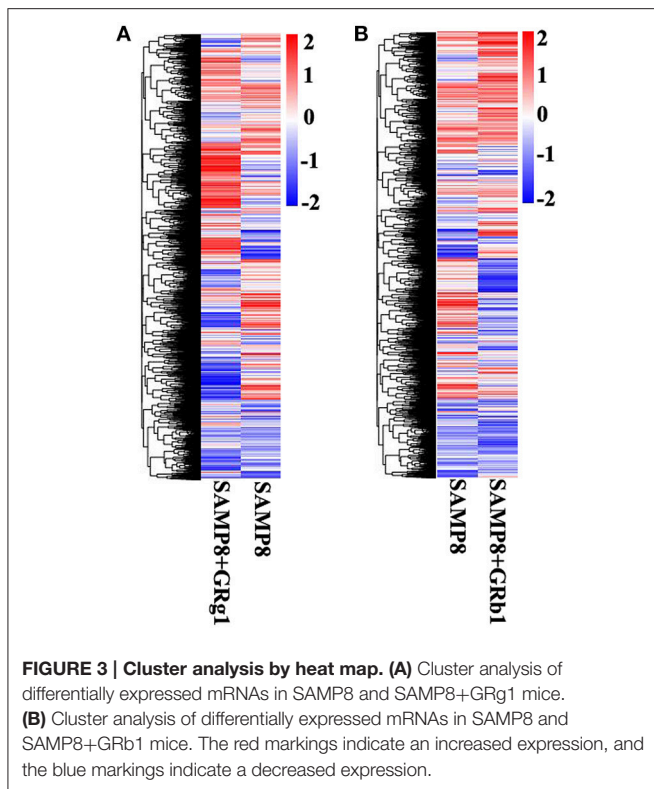 A
2
1
0
-1
-2
SAMP8+GRg1
SAMP8
B
2
1
0
-1
-2
SAMP8
SAMP8+GRb1
FIGURE 3 | Cluster analysis by heat map. (A) Cluster analysis of
differentially expressed mRNAs in SAMP8 and SAMP8+GRg1 mice.
(B) Cluster analysis of differentially expressed mRNAs in SAMP8 and
SAMP8+GRb1 mice. The red markings indicate an increased expression, and
the blue markings indicate a decreased expression.